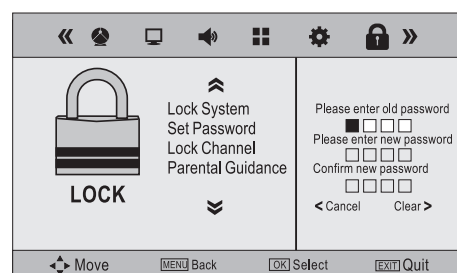 Lock System
Set Password
Lock Channel
Parental Guidance
LOCK
Please enter old password
Please enter new password
Confirm new password
< Cancel Clear >
Move MENU Back OK Select EXIT Quit